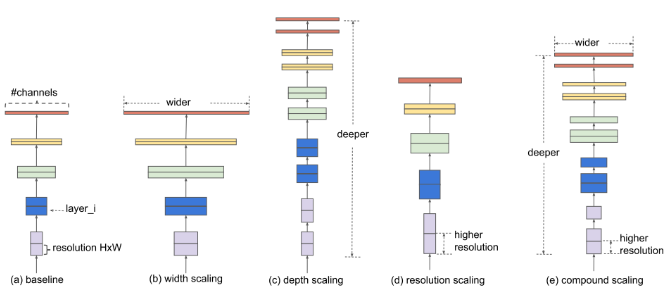 #channels
layer_i
resolution HxW
(a) baseline
wider
(b) width scaling
deeper
(c) depth scaling
higher
resolution
(d) resolution scaling
wider
deeper
higher
resolution
(e) compound scaling